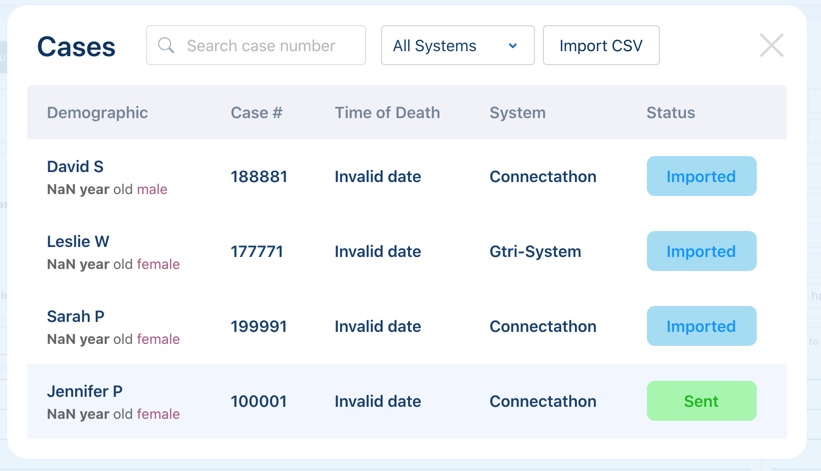 Cases
Search case number
All Systems
Import CSV
Demographic Case # Time of Death System Status
David S
NaN year old male
188881 Invalid date Connectathon Imported
Leslie W
NaN year old female
177771 Invalid date Gtri-System Imported
Sarah P
NaN year old female
199991 Invalid date Connectathon Imported
Jennifer P
NaN year old female
100001 Invalid date Connectathon Sent